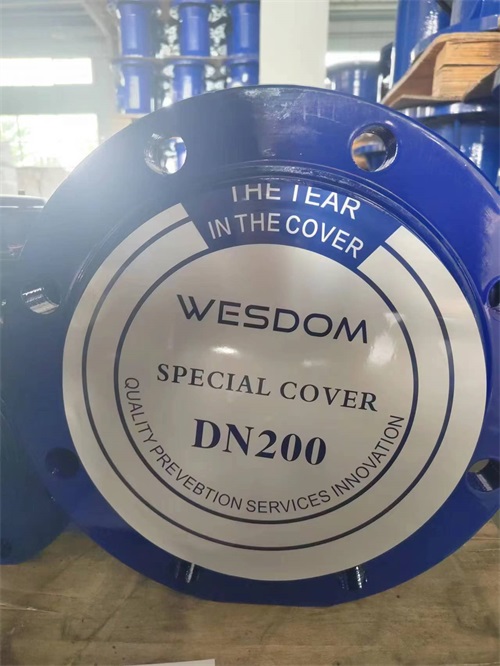 THE TEAR
IN THE COVER
WESDOM
SPECIAL COVER
DN200
QUALITY PREVEBTION SERVICES INNOVATION